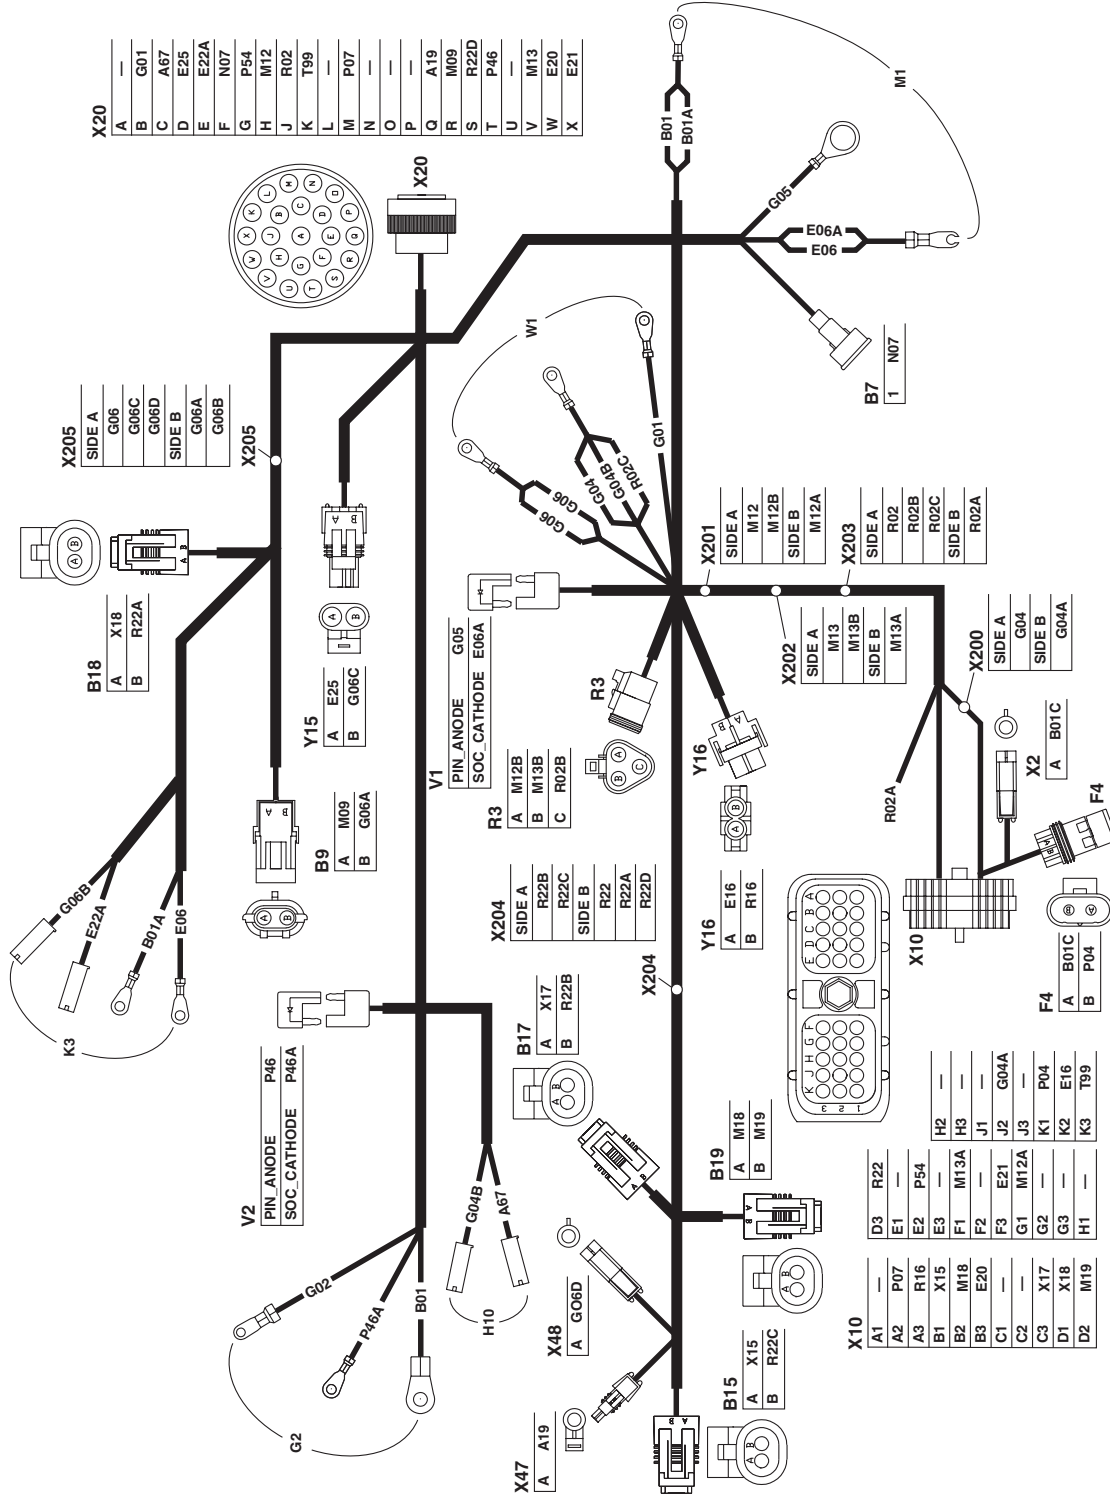 K3
G06B
E22A
B01A
E06
B18
A X18
B R22A
A B
A B
X205
SIDE A
G06
G06C
G06D
SIDE B
G06A
G06B
X205
X20
A —
B G01
C A67
D E25
E E22A
F N07
G P54
H M12
J R02
K T99
L —
M P07
N —
O —
P —
Q A19
R M09
S R22D
T P46
U —
V M13
W E20
X E21
A B C D E F G H J K L M N O P Q R S T U V W X
X20
V2
PIN_ANODE P46
SOC_CATHODE P46A
B9
A M09
B G06A
A B
A B
Y15
A E25
B G06C
A B
A B
G2
G02
P46A
B01
H10
G04B
A67
V1
PIN_ANODE G05
SOC_CATHODE E06A
W1
G06
G06
G04
G04B
R02C
G01
X47
A A19
X48
A GO6D
B17
A X17
B R22B
A B
A B
X204
SIDE A
R22B
R22C
SIDE B
R22
R22A
R22D
X204
R3
A M12B
B M13B
C R02B
A B C
R3
B01
B01A
M1
G05
E06A
E06
B7
1 N07
B15
A X15
B R22C
A B
A B
B19
A M18
B M19
A B
A B
Y16
A E16
B R16
A B
A B
Y16
X201
SIDE A
M12
M12B
SIDE B
M12A
X202
SIDE A
M13
M13B
SIDE B
M13A
X203
SIDE A
R02
R02B
R02C
SIDE B
R02A
X10
A1 —
A2 P07
A3 R16
B1 X15
B2 M18
B3 E20
C1 —
C2 —
C3 X17
D1 X18
D2 M19
D3 R22
E1 —
E2 P54
E3 —
F1 M13A
F2 —
F3 E21
G1 M12A
G2 —
G3 —
H1 —
H2 —
H3 —
J1 —
J2 G04A
J3 —
K1 P04
K2 E16
K3 T99
K J H G F E D C B A
3 2 1
X10
R02A
X200
SIDE A
G04
SIDE B
G04A
X2
A B01C
F4
A B01C
B P04
B A
A B
F4